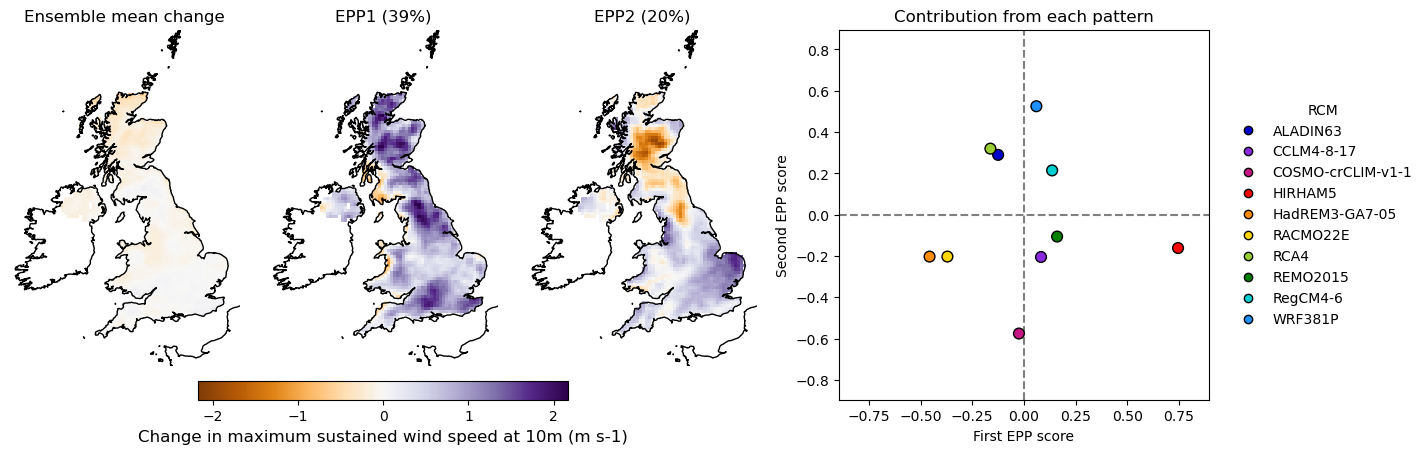 Ensemble mean change
EPP1 (39%)
EPP2 (20%)
−2 −1 0 1 2
Change in maximum sustained wind speed at 10m (m s-1)
Contribution from each pattern
Second EPP score
0.8
0.6
0.4
0.2
0.0
−0.2
−0.4
−0.6
−0.8
−0.75 −0.50 −0.25 0.00 0.25 0.50 0.75
First EPP score
RCM
ALADIN63
CCLM4-8-17
COSMO-crCLIM-v1-1
HIRHAM5
HadREM3-GA7-05
RACMO22E
RCA4
REMO2015
RegCM4-6
WRF381P